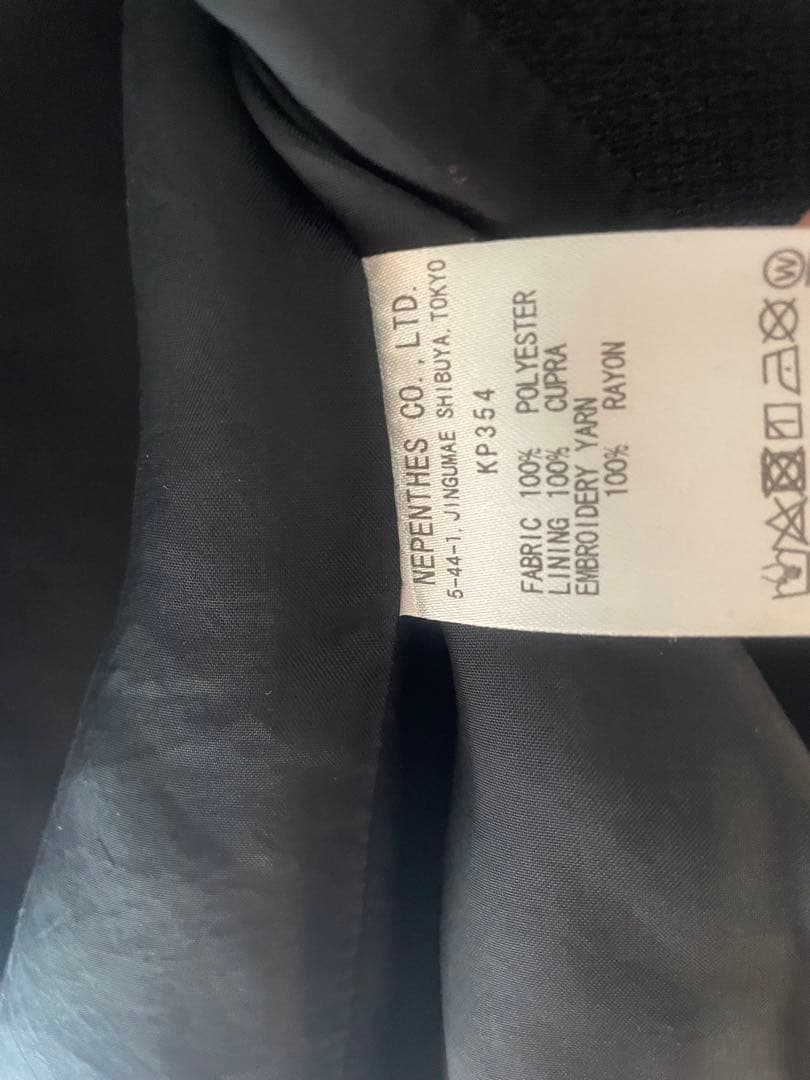 NEPENTHES CO., LTD.
5-44-1, JINGUMAE SHIBUYA, TOKYO
KP354
FABRIC 100% POLYESTER
LINING 100% CUPRA
EMBROIDERY YARN
100% RAYON
W